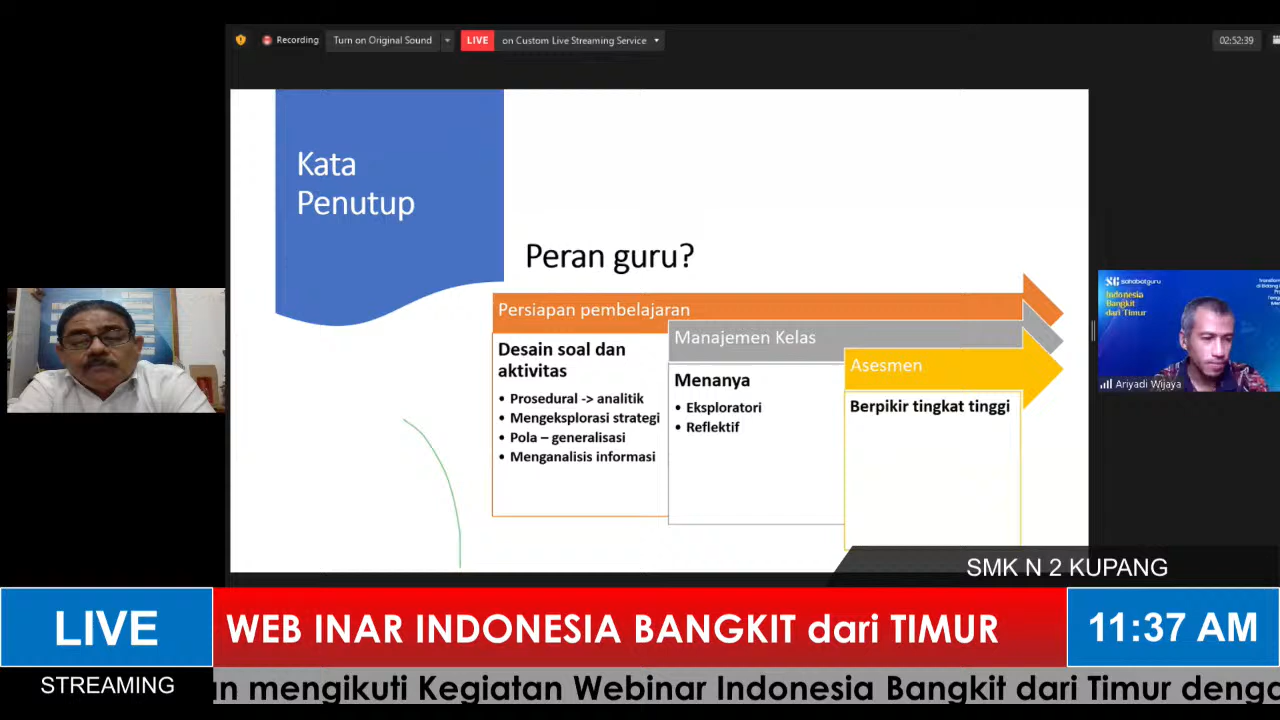 Recording
Turn on Original Sound
LIVE on Custom Live Streaming Service
02:52:39
Kata
Penutup
Peran guru?
Persiapan pembelajaran
Manajemen Kelas
Asesmen
Desain soal dan
aktivitas
• Prosedural -> analitik
• Mengeksplorasi strategi
• Pola – generalisasi
• Menganalisis informasi
Menanya
• Eksploratori
• Reflektif
Berpikir tingkat tinggi
sahabatguru
Indonesia
Bangkit
dari Timur
Ariyadi Wijaya
SMK N 2 KUPANG
LIVE
WEB INAR INDONESIA BANGKIT dari TIMUR
11:37 AM
STREAMING
an mengikuti Kegiatan Webinar Indonesia Bangkit dari Timur denga